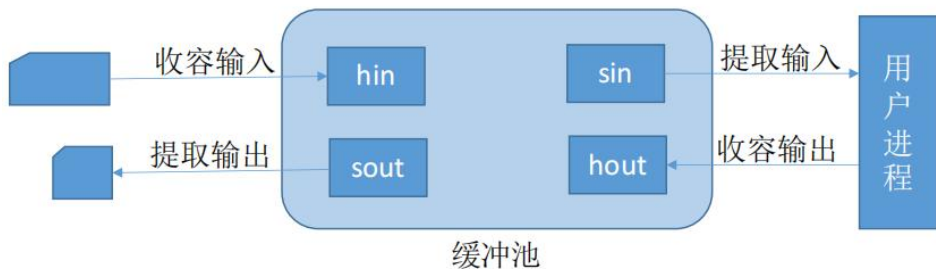 收容输入
hin
sin
提取输入
提取输出
sout
hout
收容输出
用户进程
缓冲池